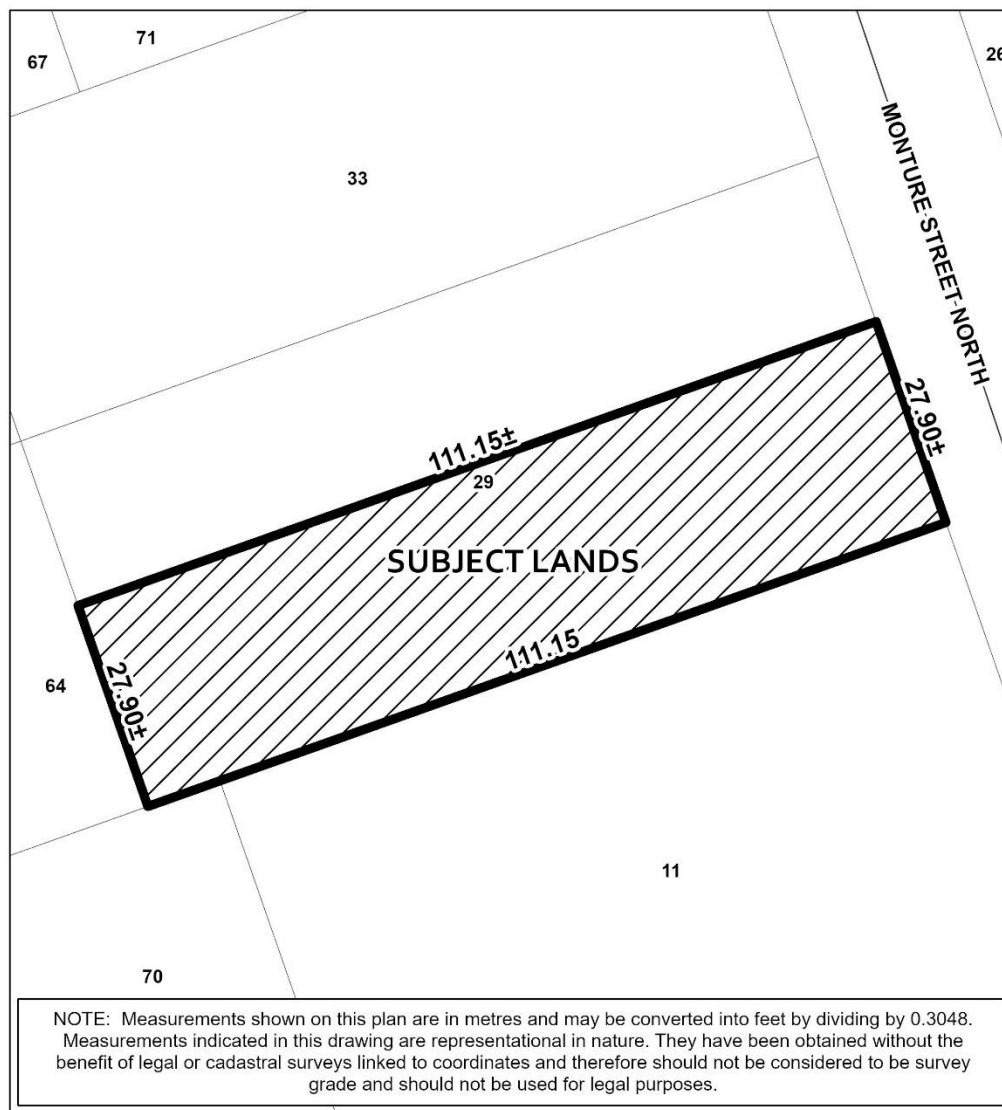 71
67
26
MONTURE STREET NORTH
33
27.90±
111.15±
29
SUBJECT LANDS
111.15
27.90±
64
11
70
NOTE: Measurements shown on this plan are in metres and may be converted into feet by dividing by 0.3048.
Measurements indicated in this drawing are representational in nature. They have been obtained without the
benefit of legal or cadastral surveys linked to coordinates and therefore should not be considered to be survey
grade and should not be used for legal purposes.